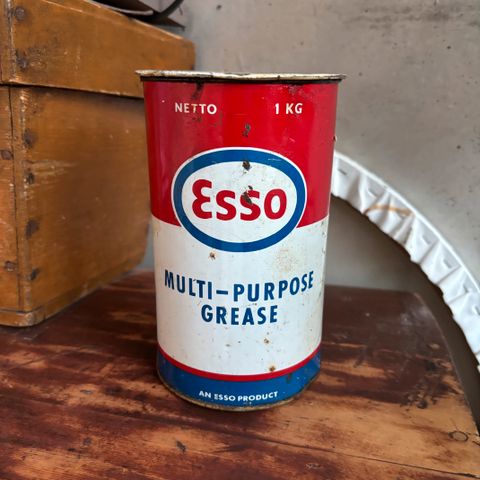 NETTO 1 KG
Esso
MULTI-PURPOSE
GREASE
AN ESSO PRODUCT